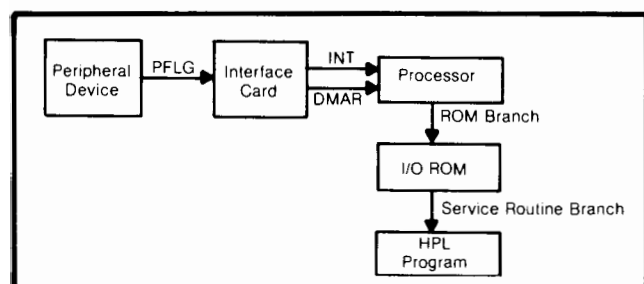 Peripheral
Device
PFLG
Interface
Card
INT
DMAR
Processor
ROM Branch
I/O ROM
Service Routine Branch
HPL
Program